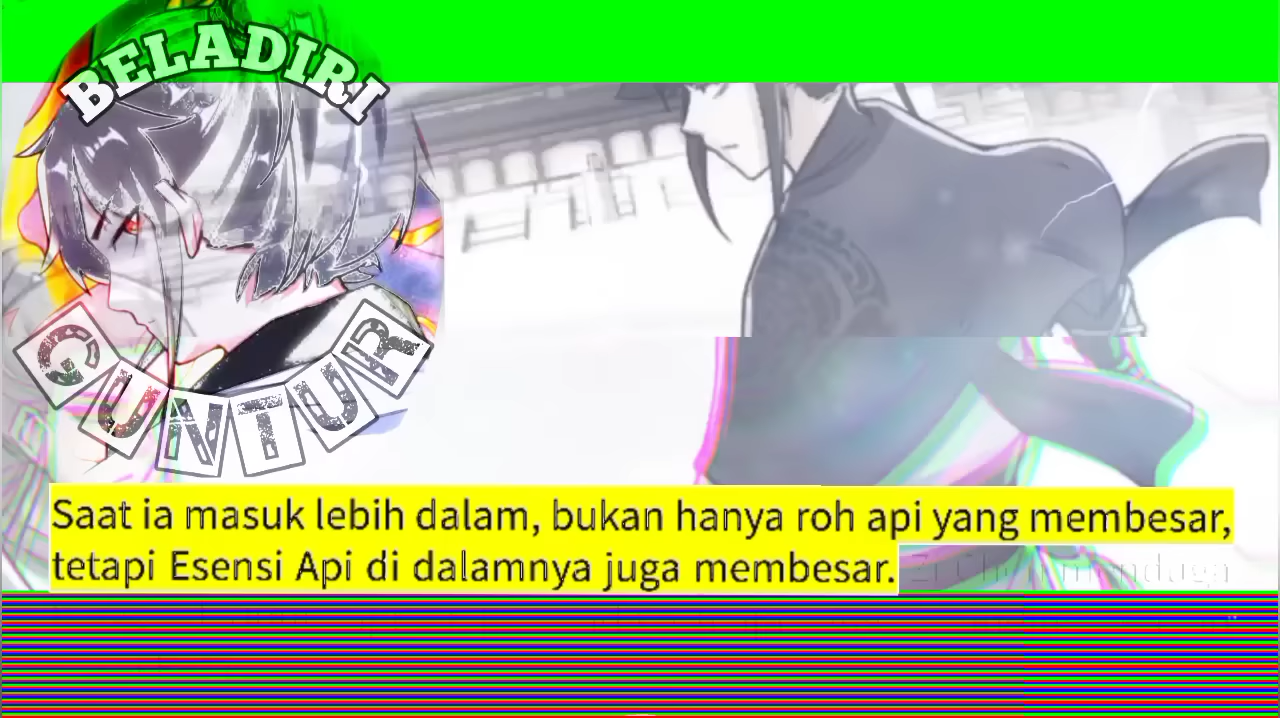 BELADIRI
GUNTUR
Saat ia masuk lebih dalam, bukan hanya roh api yang membesar,
tetapi Esensi Api di dalamnya juga membesar.